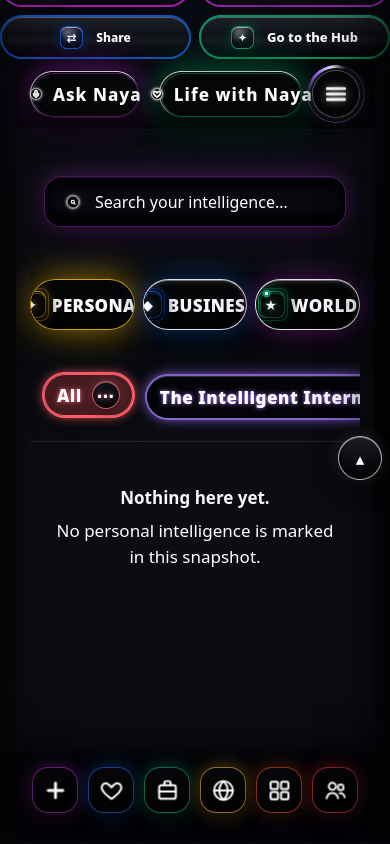 Share
Go to the Hub
Ask Naya
Life with Naya
Search your intelligence...
PERSONA
BUSINES
WORLD
All
The Intelligent Intern
Nothing here yet.
No personal intelligence is marked
in this snapshot.